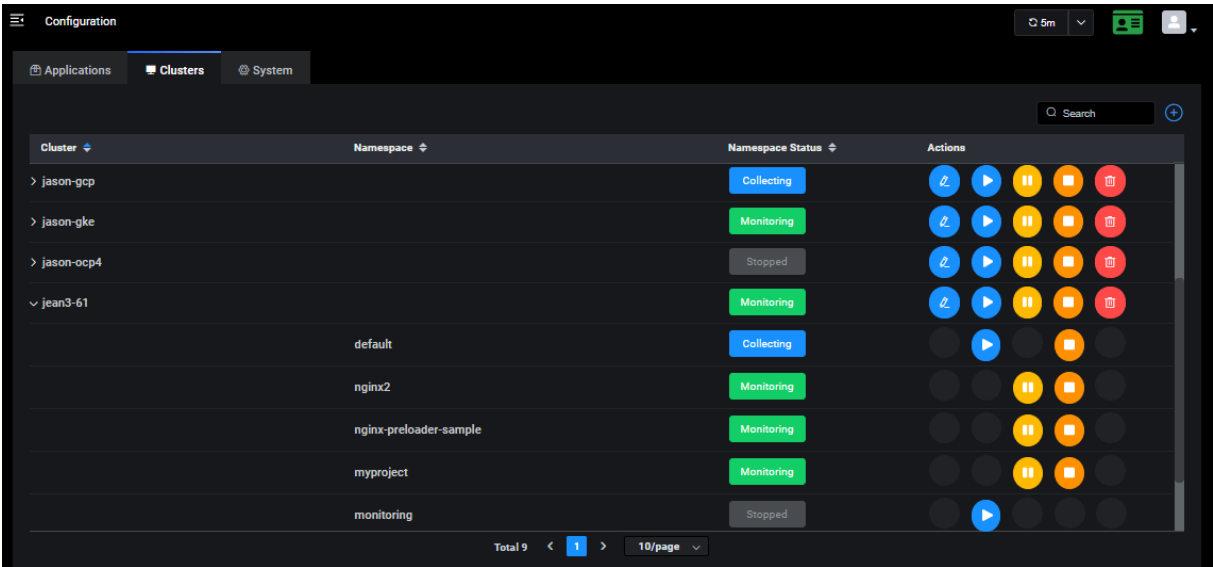 Configuration
5m
Applications Clusters System
Search
Cluster Namespace Namespace Status Actions
jason-gcp Collecting
jason-gke Monitoring
jason-ocp4 Stopped
jean3-61 Monitoring
default Collecting
nginx2 Monitoring
nginx-preloader-sample Monitoring
myproject Monitoring
monitoring Stopped
Total 9 1 10/page